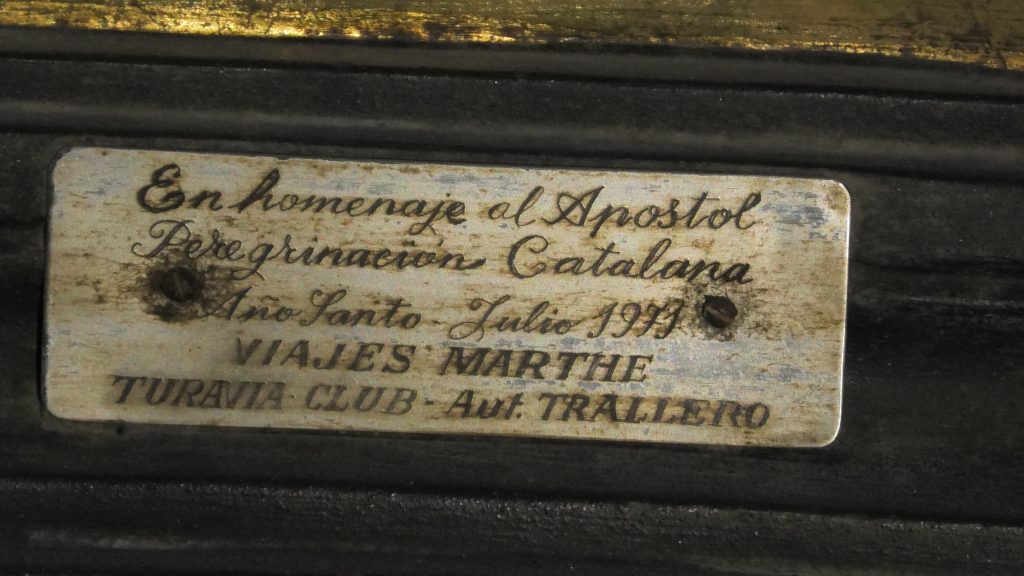 En homenaje al Apostol
Peregrinación Catalana
Año Santo - Julio 1971
VIAJES MARTHE
TURAVIA CLUB - Aut. TRALLERO